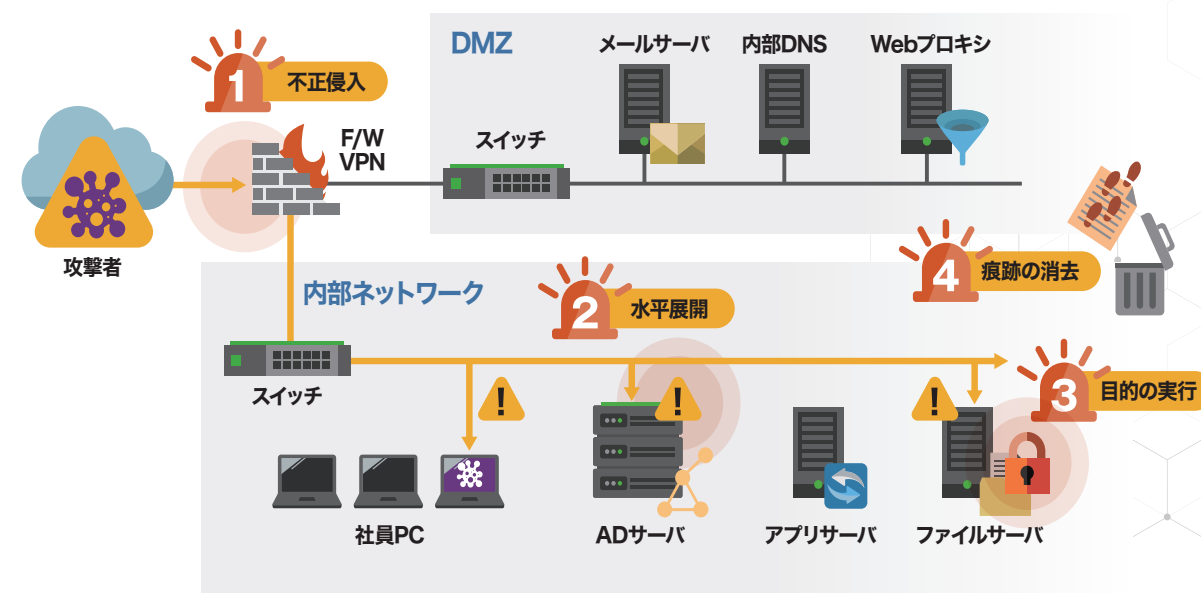 DMZ
メールサーバ
内部DNS
Webプロキシ
1
不正侵入
F/W
VPN
スイッチ
攻撃者
内部ネットワーク
2
水平展開
4
痕跡の消去
スイッチ
!
!
!
3
目的の実行
社員PC
ADサーバ
アプリサーバ
ファイルサーバ